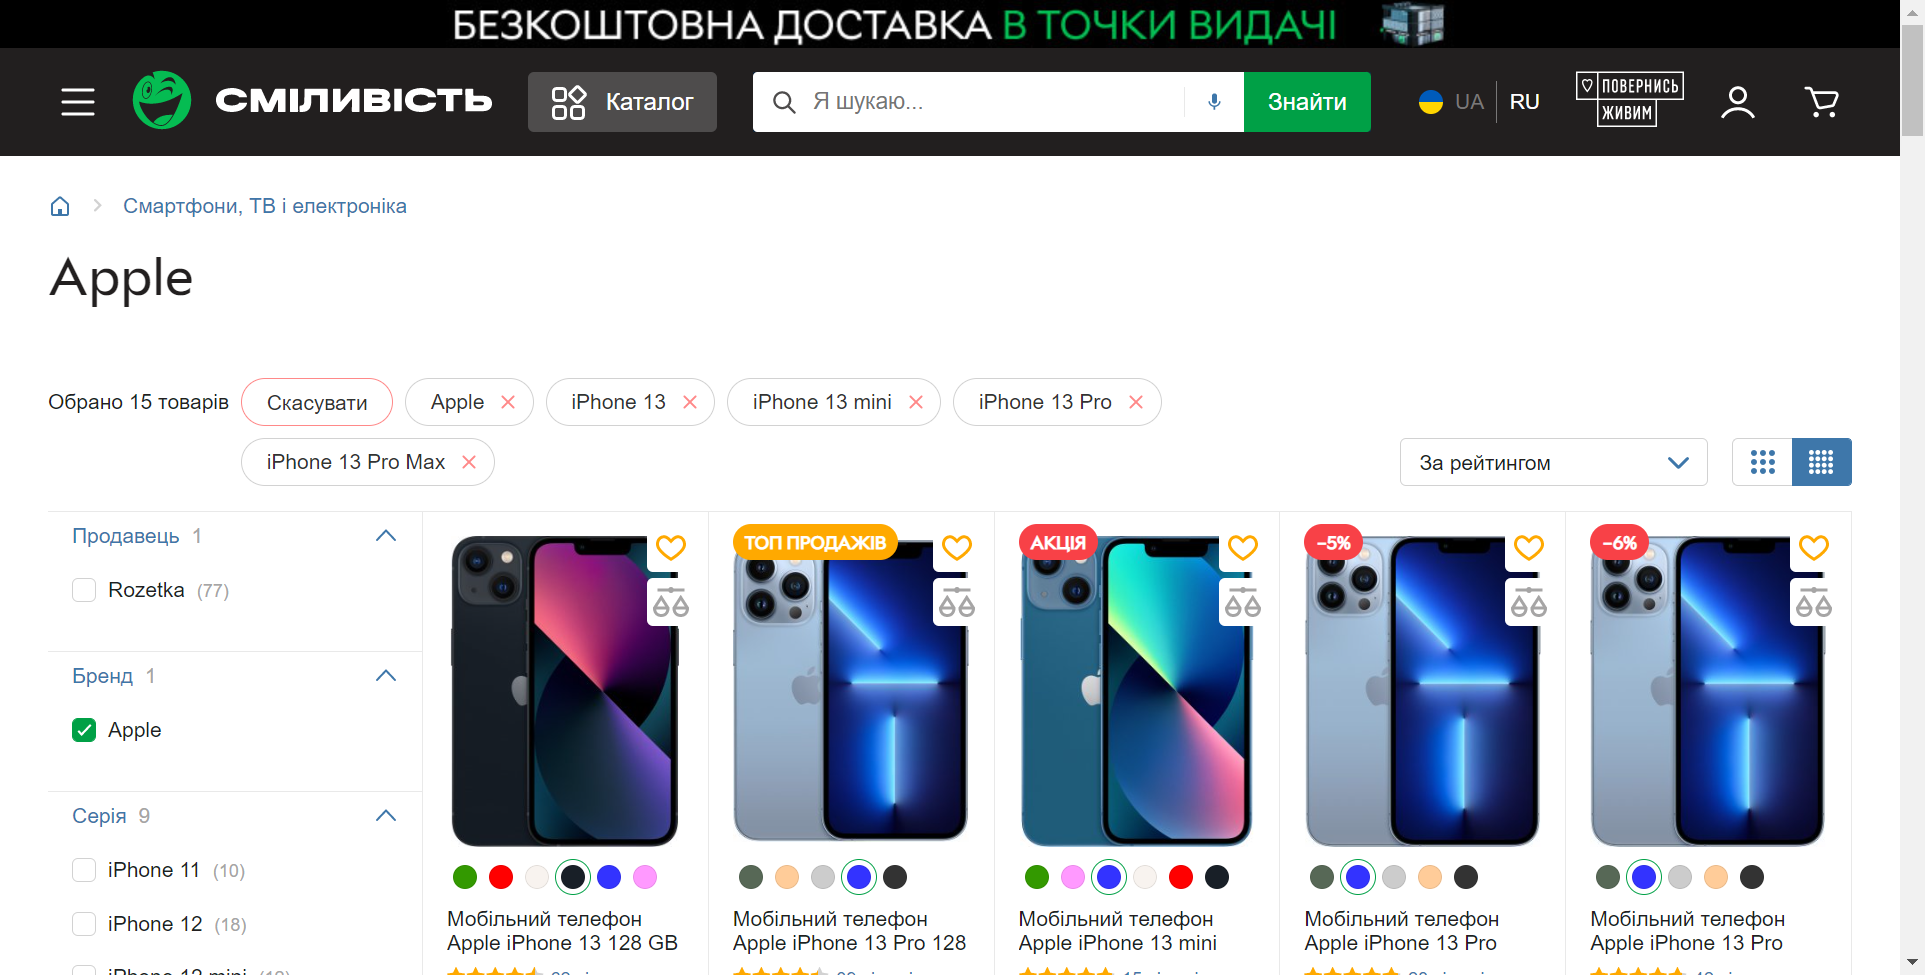 БЕЗКОШТОВНА ДОСТАВКА В ТОЧКИ ВИДАЧІ
СМІЛИВІСТЬ
Каталог
Я шукаю...
Знайти
UA
RU
ПОВЕРНИСЬ
ЖИВИМ
Смартфони, ТВ і електроніка
Apple
Обрано 15 товарів
Скасувати
Apple
iPhone 13
iPhone 13 mini
iPhone 13 Pro
iPhone 13 Pro Max
За рейтингом
Продавець 1
Rozetka (77)
Бренд 1
Apple
Серія 9
iPhone 11 (10)
iPhone 12 (18)
iPhone 12 mini
Мобільний телефон
Apple iPhone 13 128 GB
ТОП ПРОДАЖІВ
Мобільний телефон
Apple iPhone 13 Pro 128
АКЦІЯ
Мобільний телефон
Apple iPhone 13 mini
-5%
Мобільний телефон
Apple iPhone 13 Pro
-6%
Мобільний телефон
Apple iPhone 13 Pro